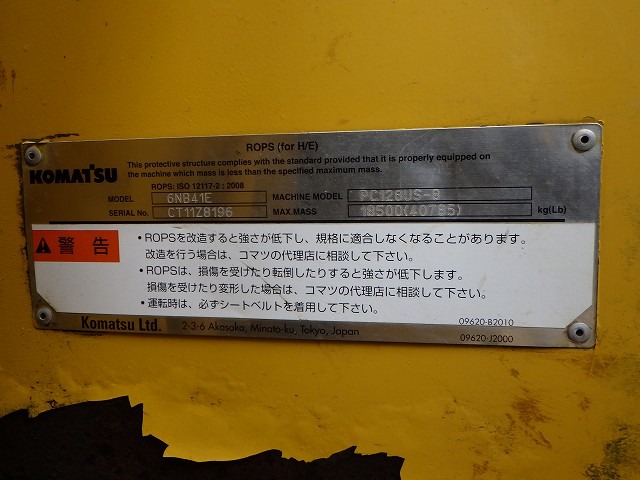 ROPS (for H/E)
This protective structure complies with the standard provided that it is properly equipped on
the machine which mass is less than the specified maximum mass.
KOMATSU
ROPS: ISO 12117-2 ; 2008
MODEL 6NB41E MACHINE MODEL PC128US-8
SERIAL No. CT11Z8196 MAX.MASS 18500(40785) kg(Lb)
警告
• ROPSを改造すると強さが低下し、規格に適合しなくなることがあります。
改造を行う場合は、コマツの代理店に相談して下さい。
• ROPSは、損傷を受けたり転倒したりすると強さが低下します。
損傷を受けたり変形した場合は、コマツの代理店に相談して下さい。
• 運転時は、必ずシートベルトを着用して下さい。
09620-B2010
Komatsu Ltd. 2-3-6 Akasaka, Minato-ku, Tokyo, Japan
09620-J2000